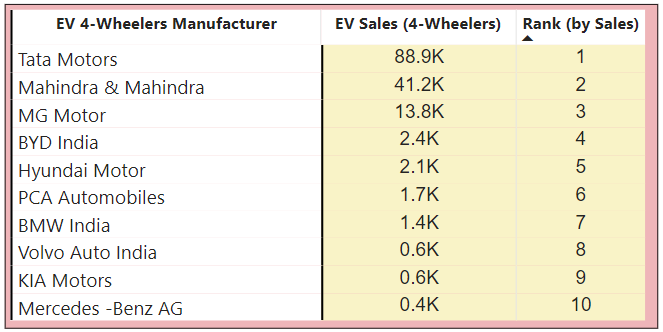 EV 4-Wheelers Manufacturer EV Sales (4-Wheelers) Rank (by Sales)
Tata Motors 88.9K 1
Mahindra & Mahindra 41.2K 2
MG Motor 13.8K 3
BYD India 2.4K 4
Hyundai Motor 2.1K 5
PCA Automobiles 1.7K 6
BMW India 1.4K 7
Volvo Auto India 0.6K 8
KIA Motors 0.6K 9
Mercedes -Benz AG 0.4K 10